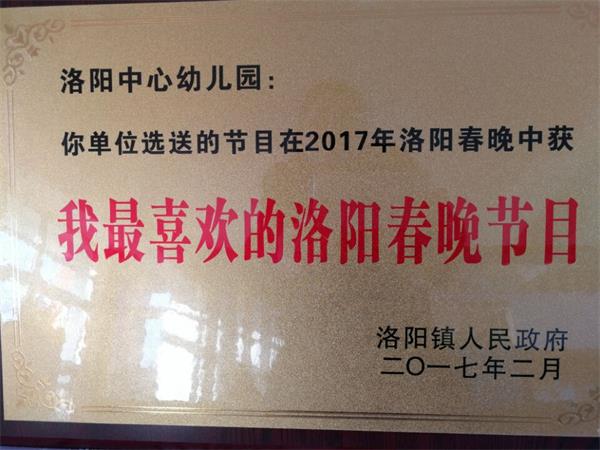 洛阳中心幼儿园：
你单位选送的节目在2017年洛阳春晚中获
我最喜欢的洛阳春晚节目
洛阳镇人民政府
二〇一七年二月